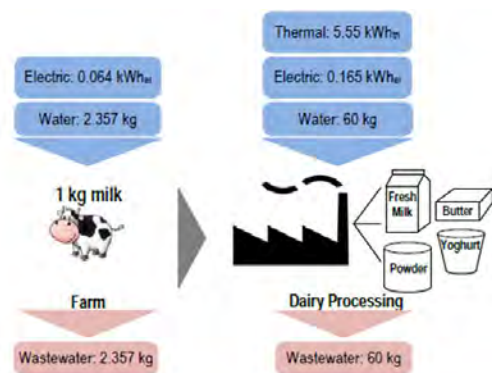 Thermal: 5.55 kWhth
Electric: 0.064 kWhel
Electric: 0.165 kWhel
Water: 2.357 kg
Water: 60 kg
1 kg milk
Fresh
Milk
Butter
Yoghurt
Powder
Farm
Dairy Processing
Wastewater: 2.357 kg
Wastewater: 60 kg